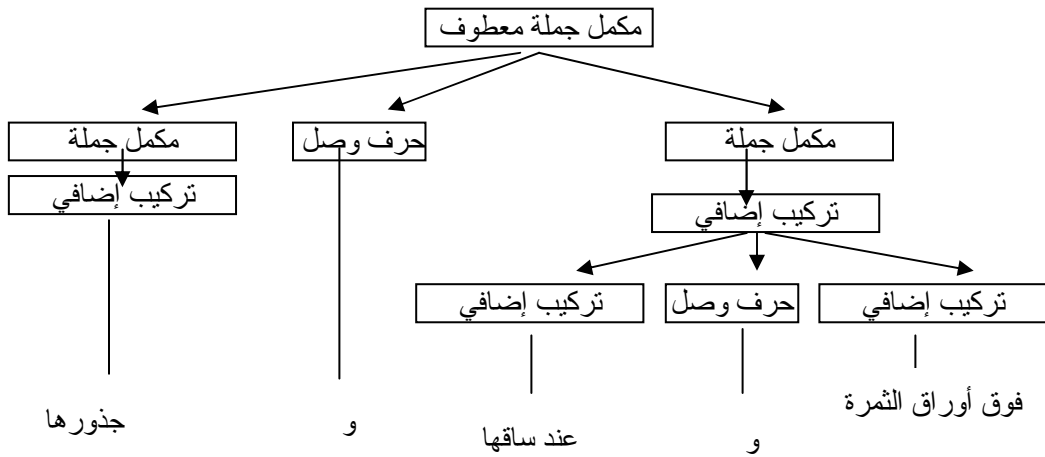 مكمل جملة معطوف
مكمل جملة
حرف وصل
مكمل جملة
تركيب إضافي
تركيب إضافي
تركيب إضافي
حرف وصل
تركيب إضافي
فوق أوراق الثمرة
و
عند ساقها
و
جذورها